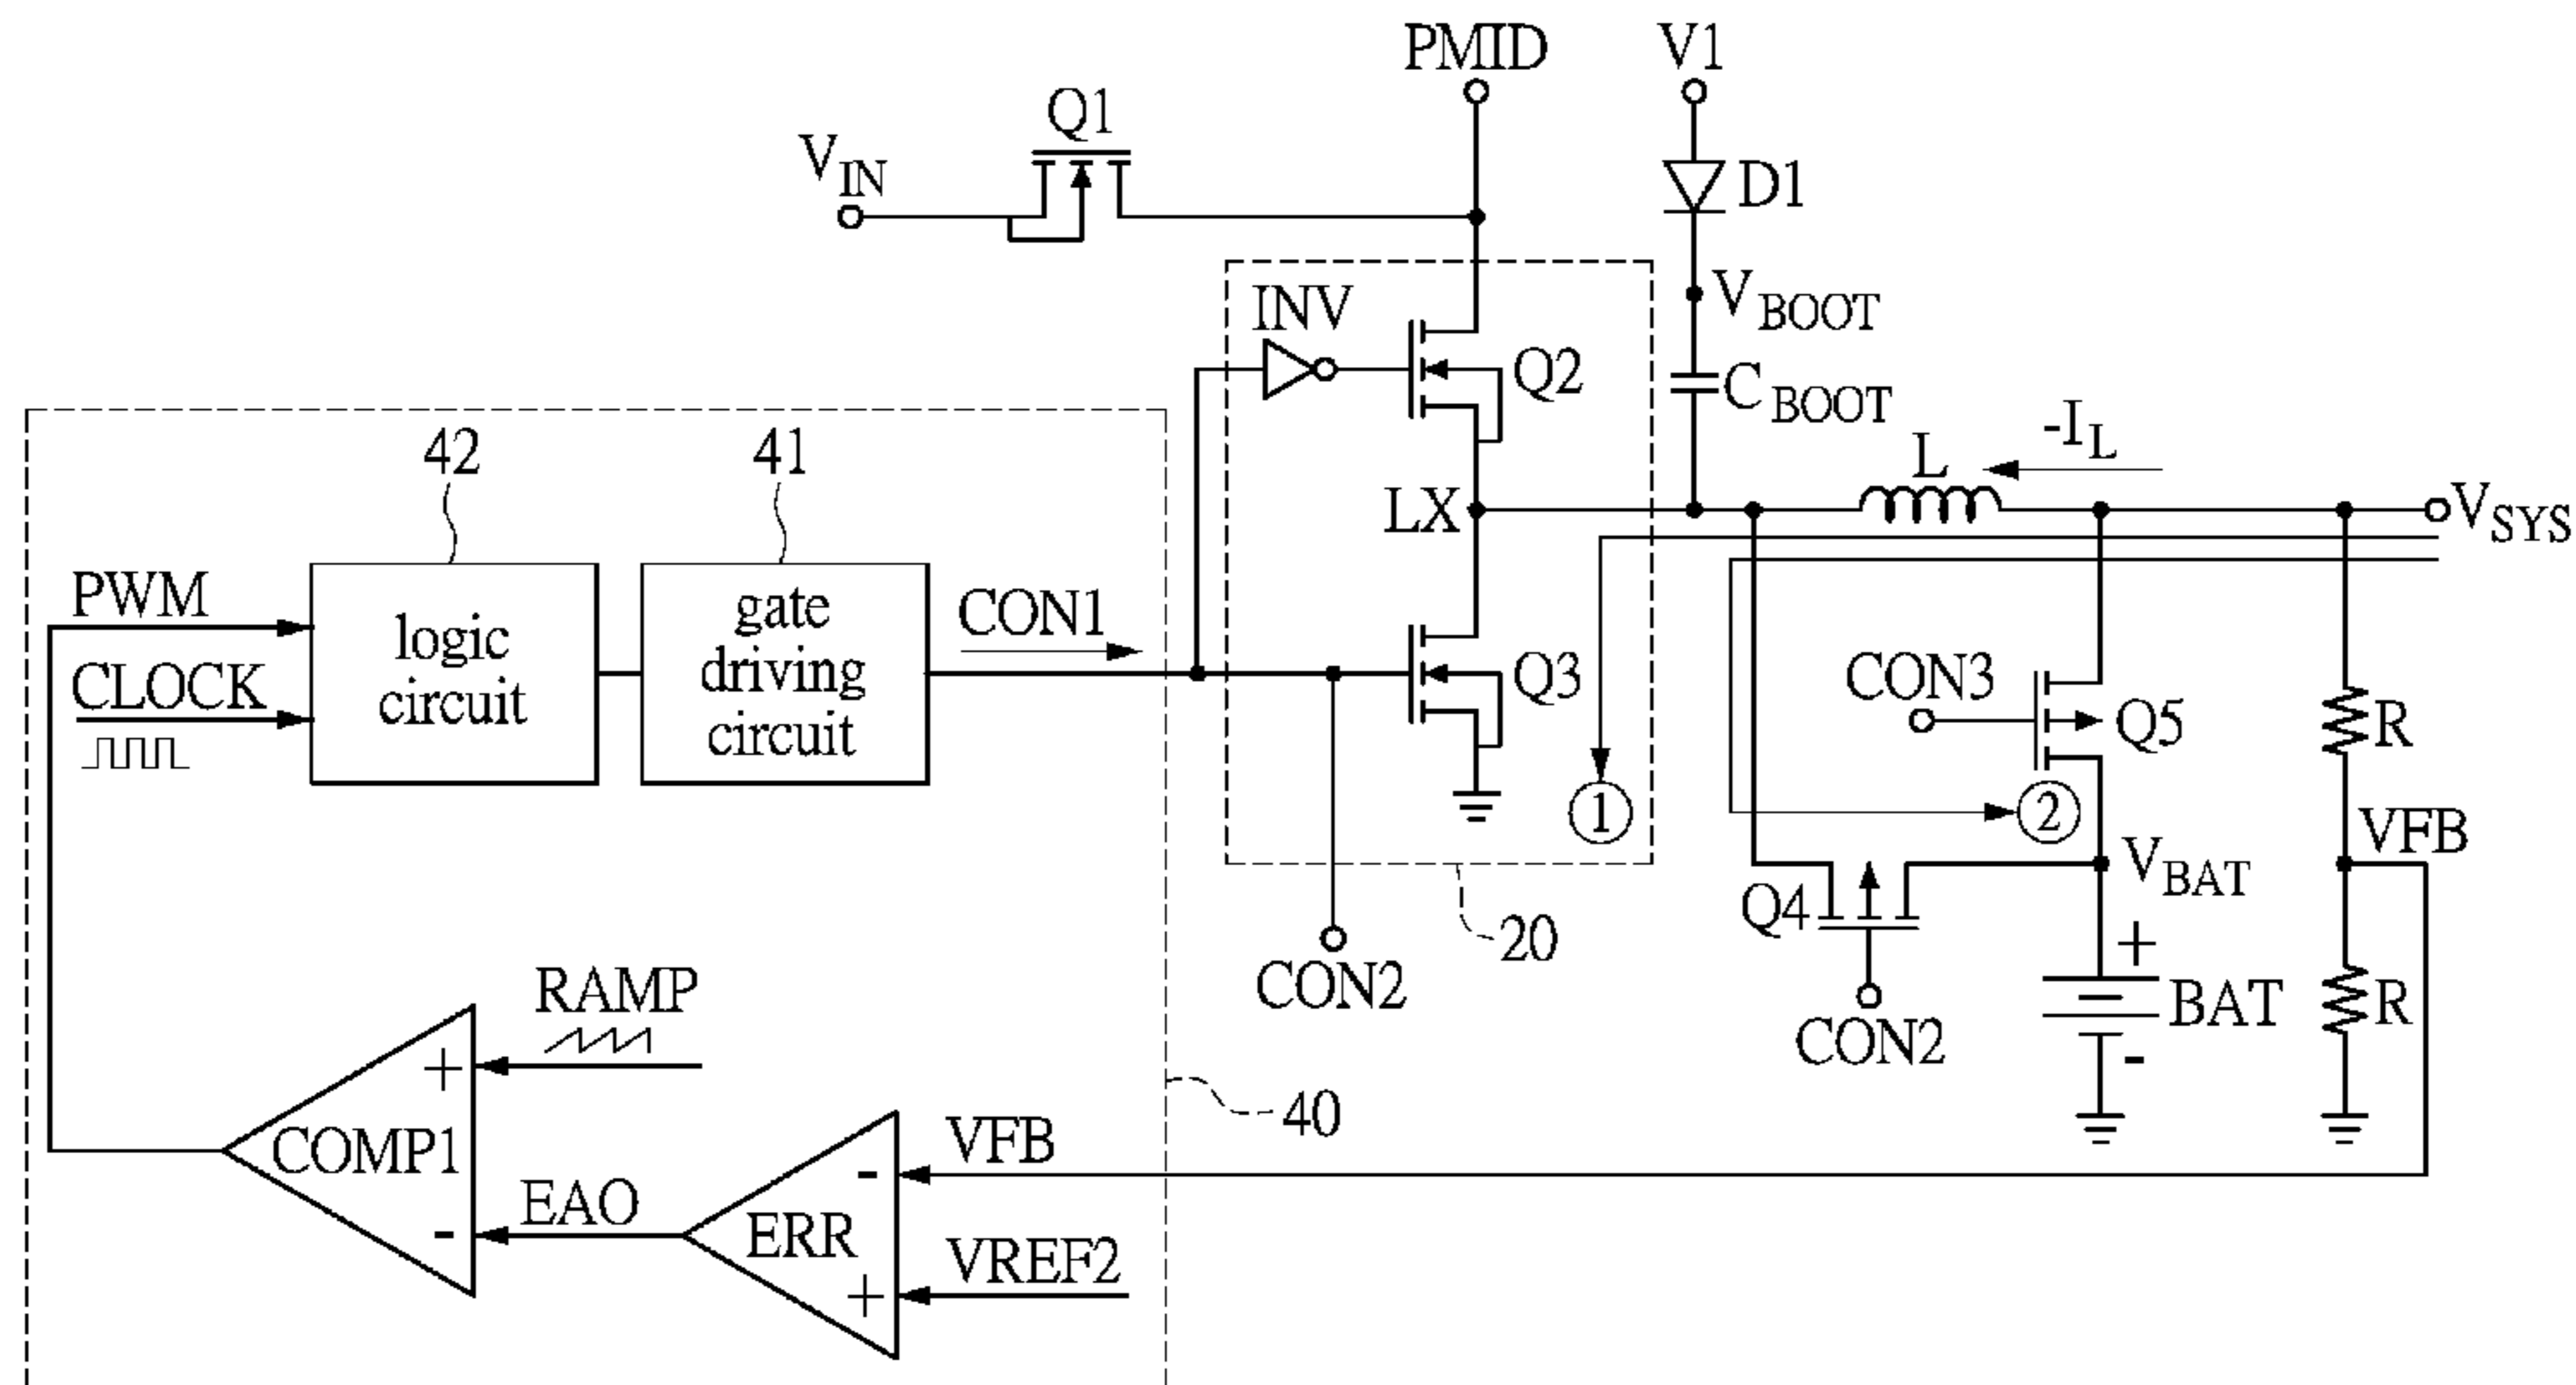 PMID
V1
Q1
VIN
D1
INV
VBOOT
Q2
CBOOT
42
41
-IL
L
LX
VSYS
PWM
logic
circuit
gate
driving
circuit
CON1
CLOCK
Q3
CON3
Q5
R
1
2
VFB
VBAT
Q4
20
CON2
RAMP
+
BAT
R
CON2
-
+
COMP1
40
VFB
-
EAO
-
ERR
VREF2
+